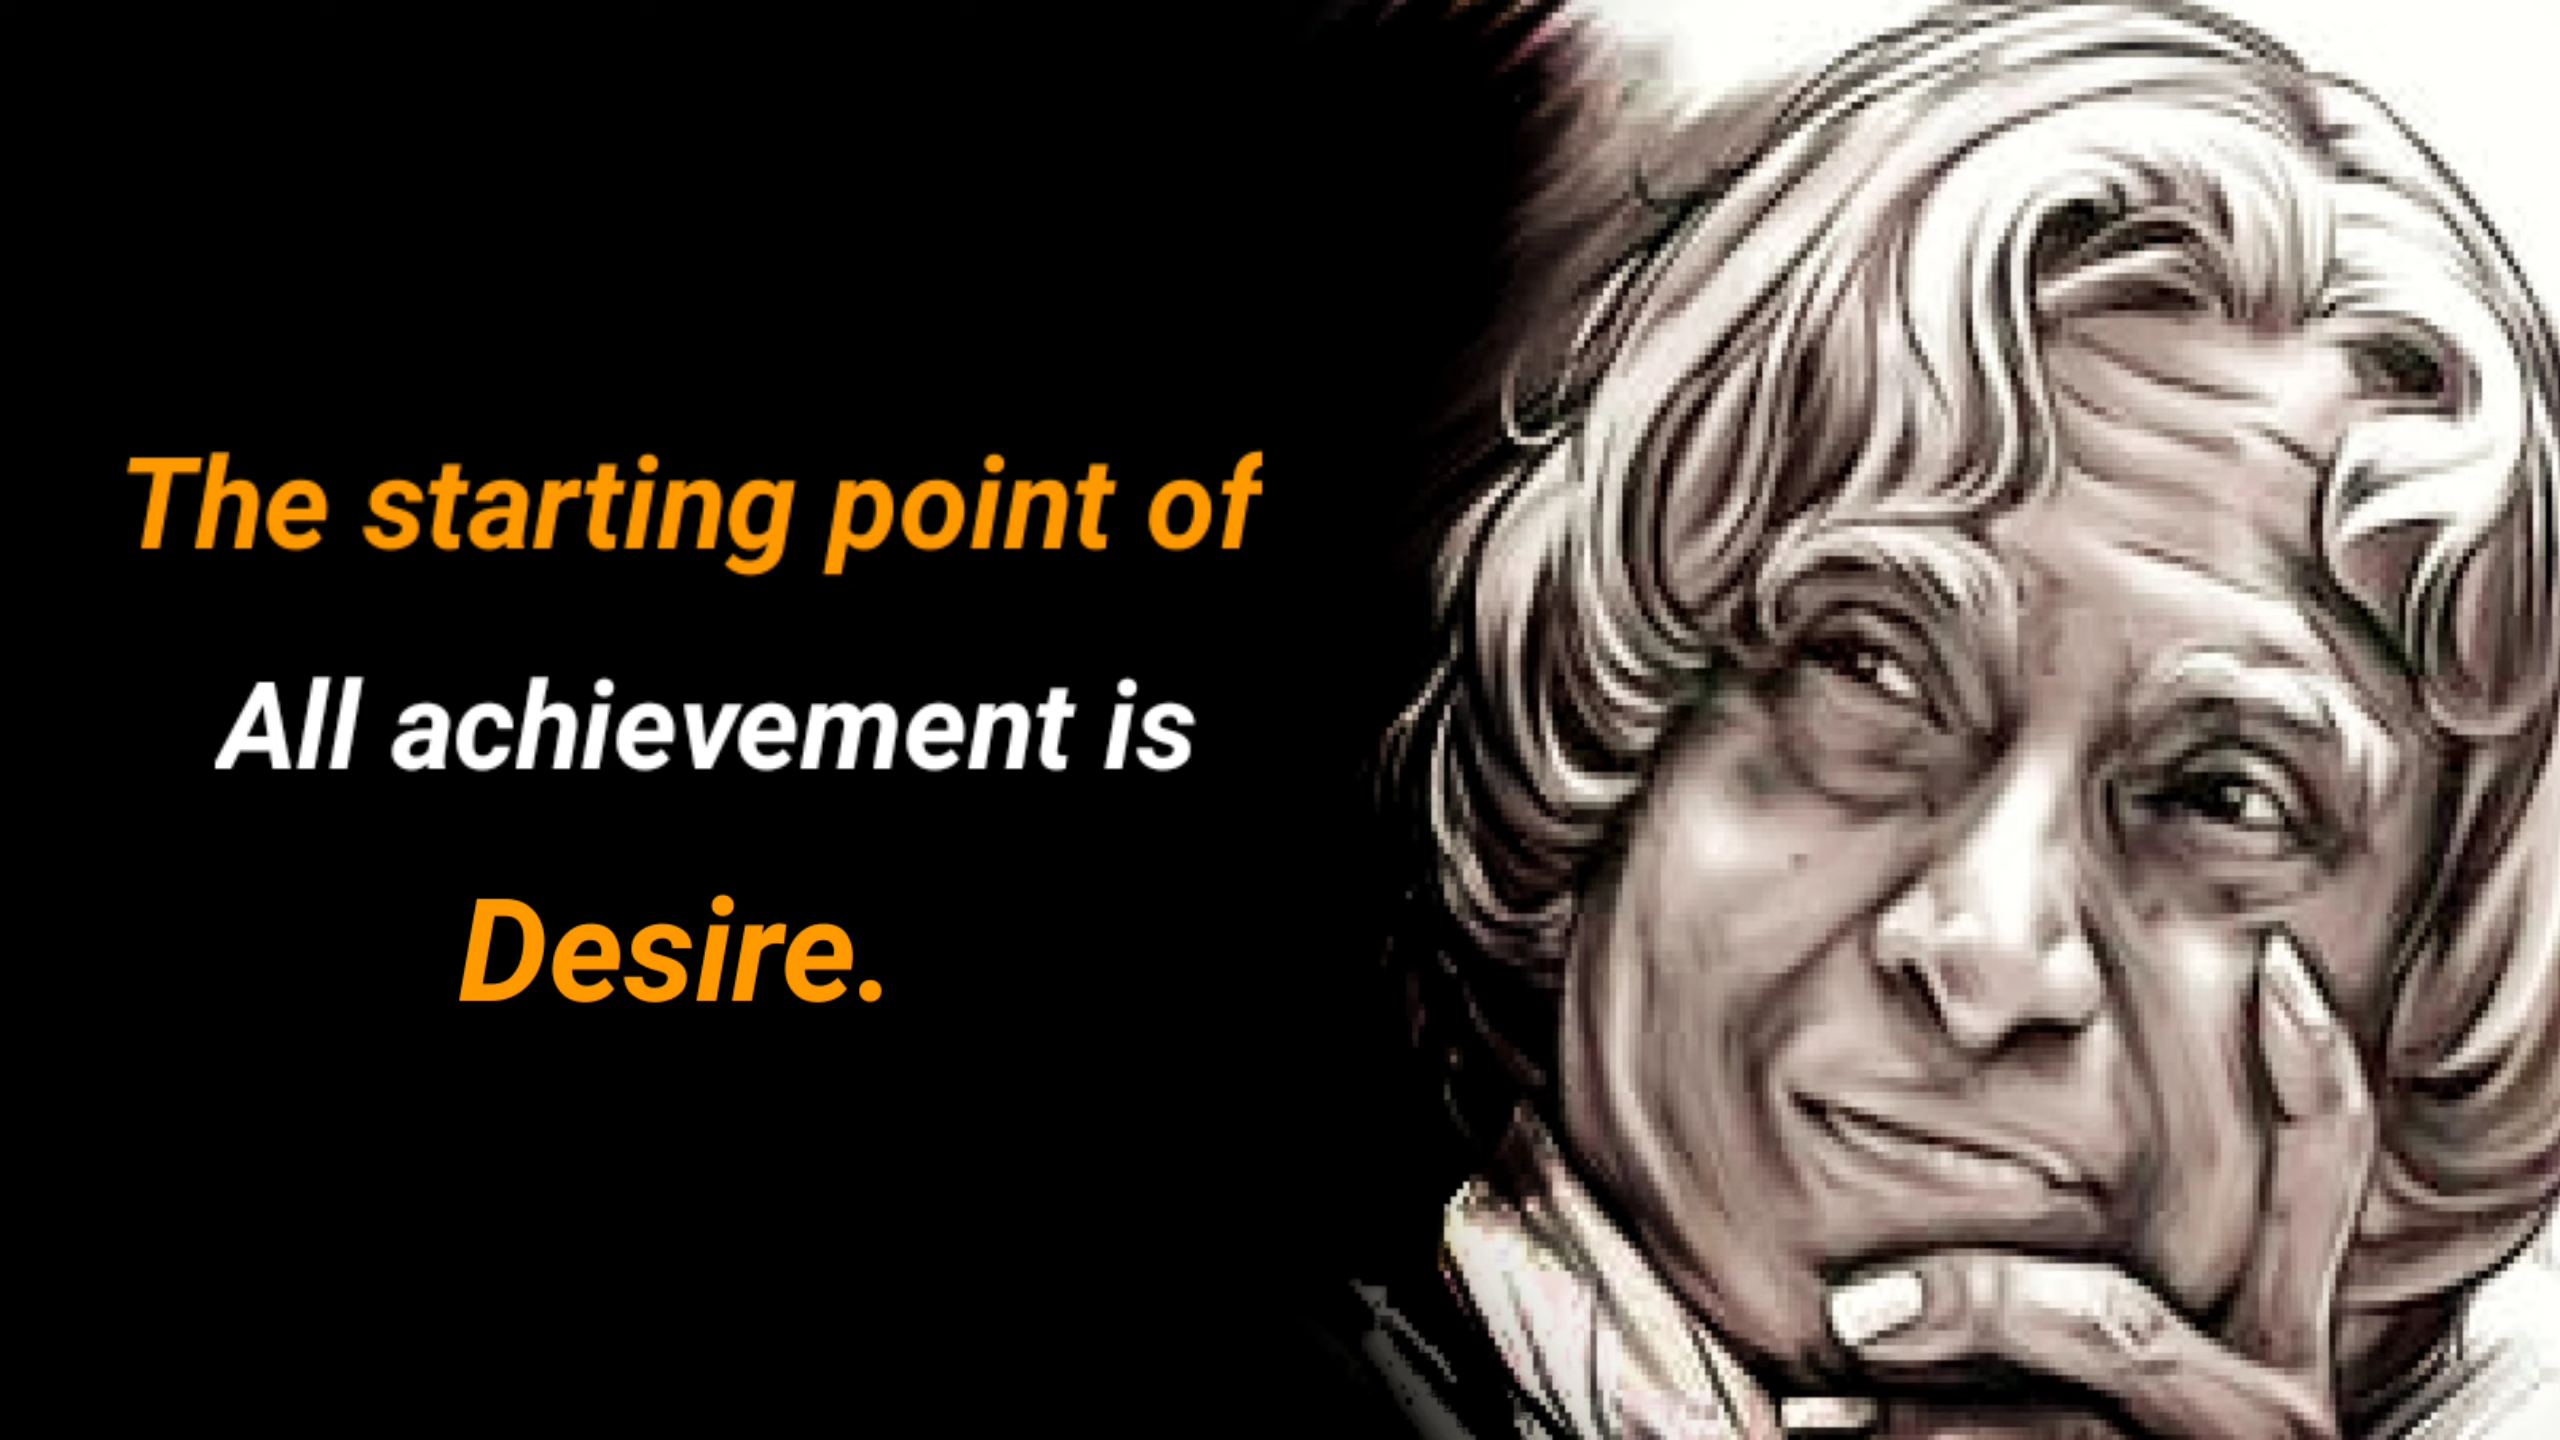 The starting point of
All achievement is
Desire.